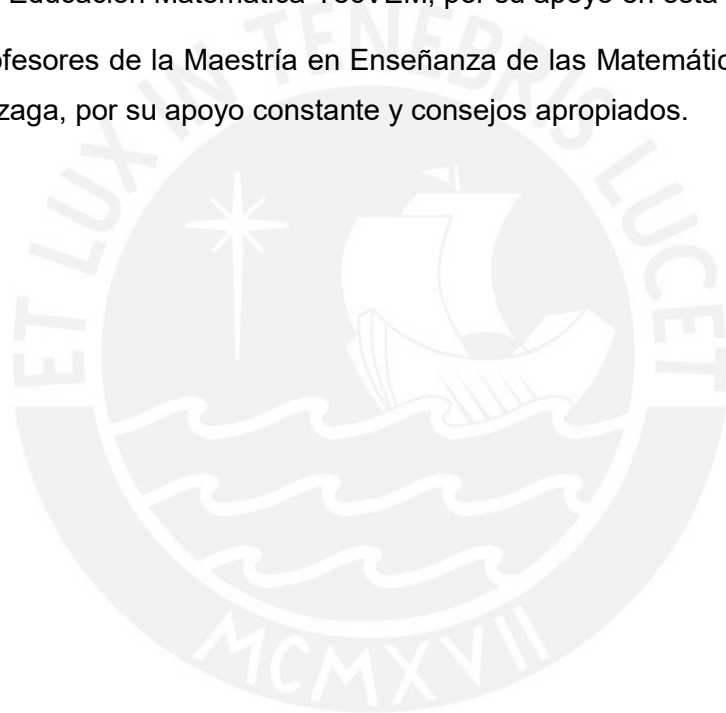 Educación Matemática
por su apoyo en esta
ofesores de la Maestría en Enseñanza de las Matemátic
zaga, por su apoyo constante y consejos apropiados.
ET LUX IN TENEBRIS LUCET
MCMXVII